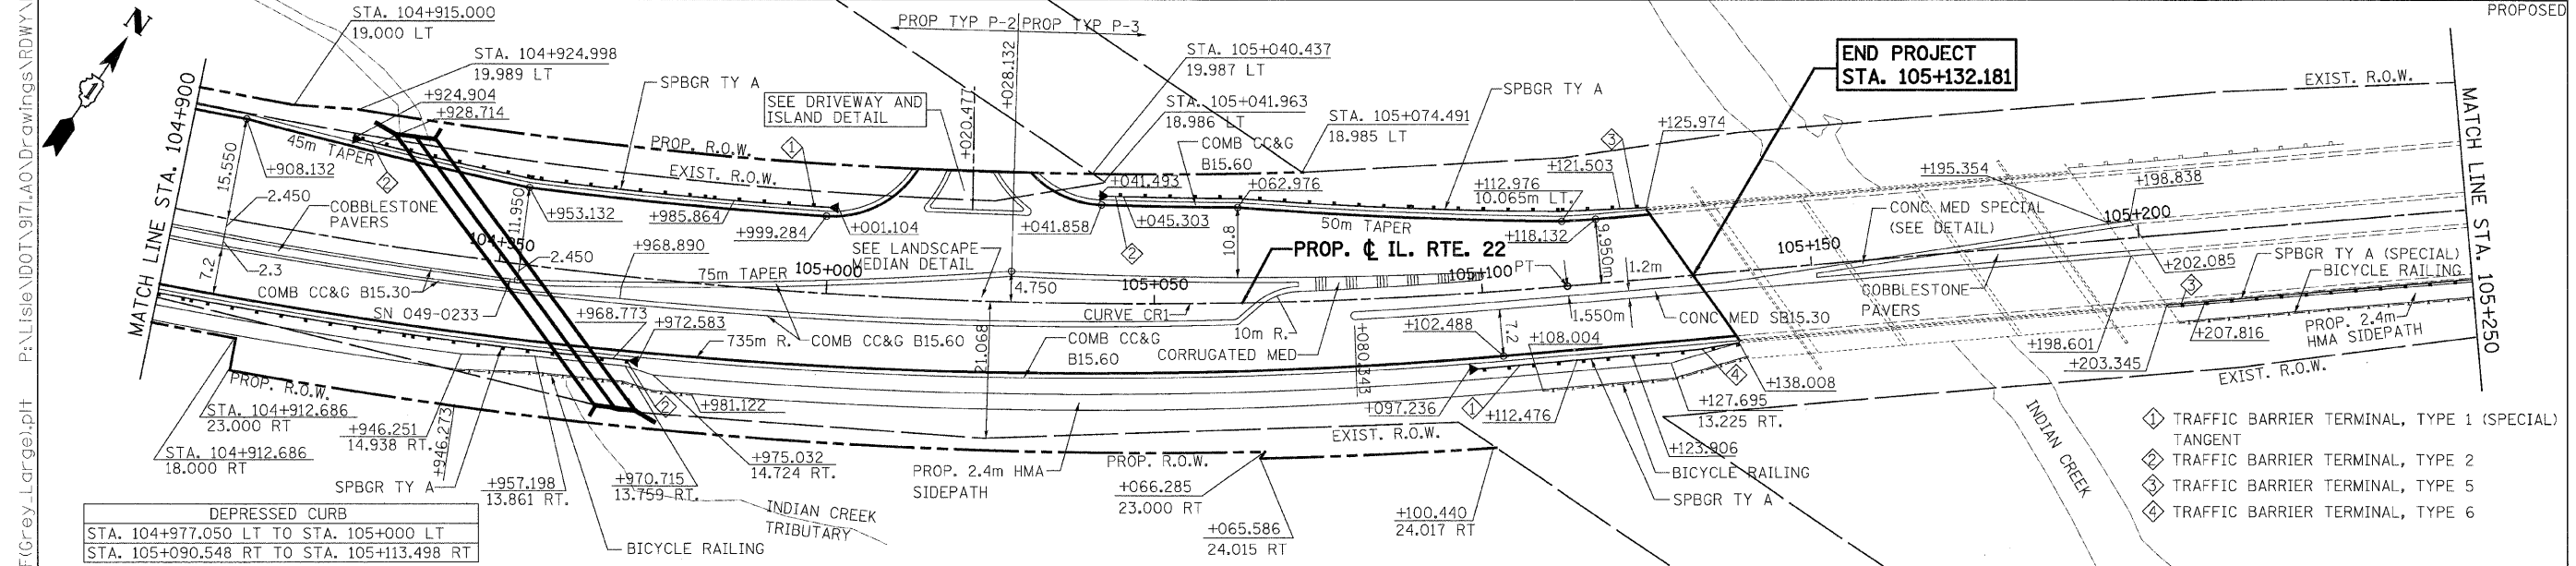 PROPOSED
P:\Lisle\IDOT\9171.A0\Drawings\RDWY\
F(Grey_Large).plt
N
1
STA. 104+915.000
19.000 LT
STA. 104+924.998
19.989 LT
+924.904
+928.714
SPBGR TY A
PROP TYP P-2
PROP TYP P-3
+028.132
+020.477
SEE DRIVEWAY AND
ISLAND DETAIL
STA. 105+040.437
19.987 LT
STA. 105+041.963
18.986 LT
STA. 105+074.491
18.985 LT
COMB CC&G
B15.60
SPBGR TY A
END PROJECT
STA. 105+132.181
EXIST. R.O.W.
MATCH LINE STA. 104+900
MATCH LINE STA. 105+250
45m TAPER
PROP. R.O.W.
EXIST. R.O.W.
1
2
3
15.550
+908.132
2.450
COBBLESTONE
PAVERS
11.950
+953.132
+985.864
+999.284
+001.104
+041.493
+041.858
+045.303
+062.976
+112.976
10.065m LT.
+121.503
+125.974
+118.132
50m TAPER
10.8
9.950m
+195.354
+198.838
CONC MED SPECIAL
(SEE DETAIL)
105+200
104+950
2.450
+968.890
SEE LANDSCAPE
MEDIAN DETAIL
75m TAPER
105+000
PROP. ℄ IL. RTE. 22
2
105+050
4.750
105+100
PT
105+150
1.2m
1.550m
7.2
2.3
COMB CC&G B15.30
SN 049-0233
+968.773
+972.583
735m R.
COMB CC&G B15.60
21.068
CURVE CR1
COMB CC&G
B15.60
10m R.
CORRUGATED MED
+080.343
+102.488
7.2
+108.004
CONC MED SB15.30
COBBLESTONE
PAVERS
+202.085
3
SPBGR TY A (SPECIAL)
BICYCLE RAILING
+207.816
PROP. 2.4m
HMA SIDEPATH
+198.601
+203.345
EXIST. R.O.W.
PROP. R.O.W.
STA. 104+912.686
23.000 RT
STA. 104+912.686
18.000 RT
+946.251
14.938 RT.
+946.273
SPBGR TY A
+957.198
13.861 RT.
+970.715
13.759 RT.
2
+981.122
+975.032
14.724 RT.
INDIAN CREEK
TRIBUTARY
BICYCLE RAILING
PROP. 2.4m HMA
SIDEPATH
PROP. R.O.W.
EXIST. R.O.W.
+066.285
23.000 RT
+065.586
24.015 RT
+100.440
24.017 RT
+097.236
1
+112.476
4
+138.008
+127.695
13.225 RT.
+123.906
BICYCLE RAILING
SPBGR TY A
INDIAN CREEK
DEPRESSED CURB
STA. 104+977.050 LT TO STA. 105+000 LT
STA. 105+090.548 RT TO STA. 105+113.498 RT
1 TRAFFIC BARRIER TERMINAL, TYPE 1 (SPECIAL)
TANGENT
2 TRAFFIC BARRIER TERMINAL, TYPE 2
3 TRAFFIC BARRIER TERMINAL, TYPE 5
4 TRAFFIC BARRIER TERMINAL, TYPE 6